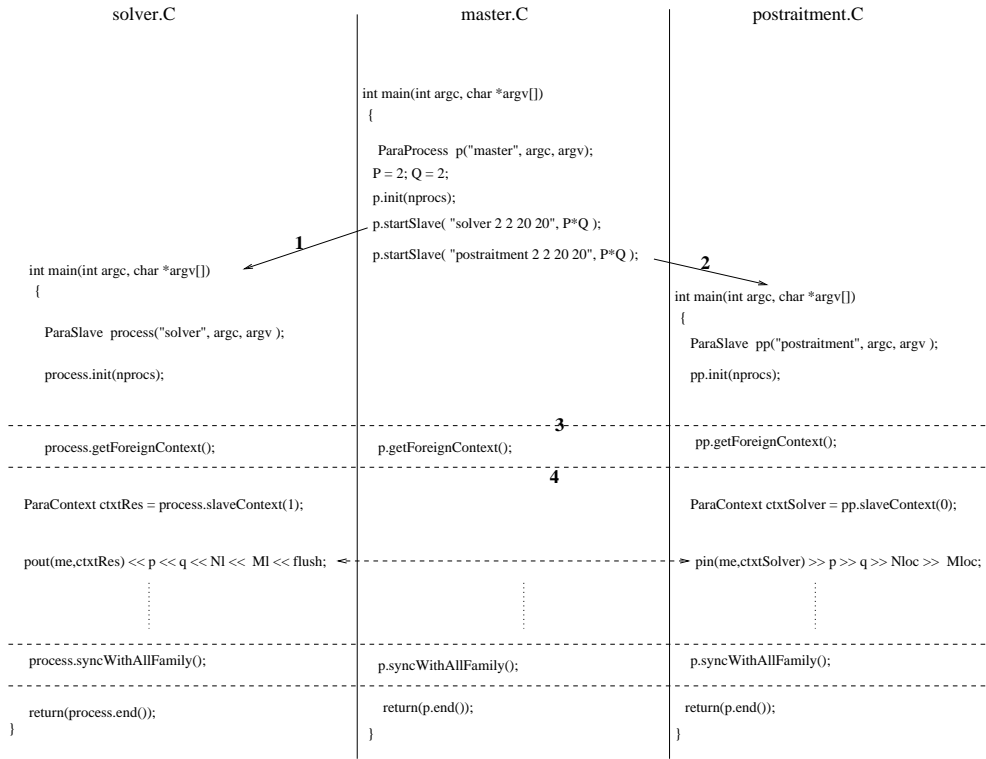 solver.C
master.C
postraitment.C
int main(int argc, char *argv[])
{
ParaProcess p("master", argc, argv);
P = 2; Q = 2;
p.init(nprocs);
p.startSlave( "solver 2 2 20 20", P*Q );
p.startSlave( "postraitment 2 2 20 20", P*Q );
1
2
int main(int argc, char *argv[])
{
ParaSlave process("solver", argc, argv );
process.init(nprocs);
int main(int argc, char *argv[])
{
ParaSlave pp("postraitment", argc, argv );
pp.init(nprocs);
3
process.getForeignContext();
p.getForeignContext();
pp.getForeignContext();
4
ParaContext ctxtRes = process.slaveContext(1);
ParaContext ctxtSolver = pp.slaveContext(0);
pout(me,ctxtRes) << p << q << Nl << Ml << flush;
pin(me,ctxtSolver) >> p >> q >> Nloc >> Mloc;
process.syncWithAllFamily();
p.syncWithAllFamily();
p.syncWithAllFamily();
return(process.end());
}
return(p.end());
}
return(p.end());
}